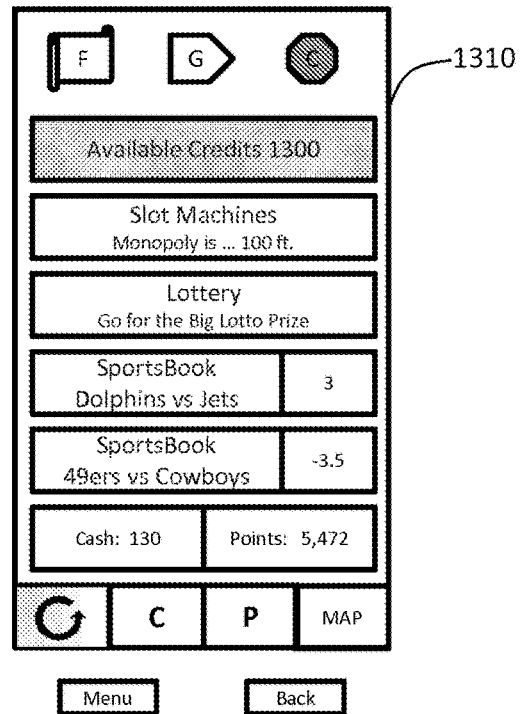 F G C
1310
Available Credits 1300
Slot Machines
Monopoly is ... 100 ft.
Lottery
Go for the Big Lotto Prize
SportsBook
Dolphins vs Jets
3
SportsBook
49ers vs Cowboys
-3.5
Cash: 130 Points: 5,472
C P MAP
Menu Back